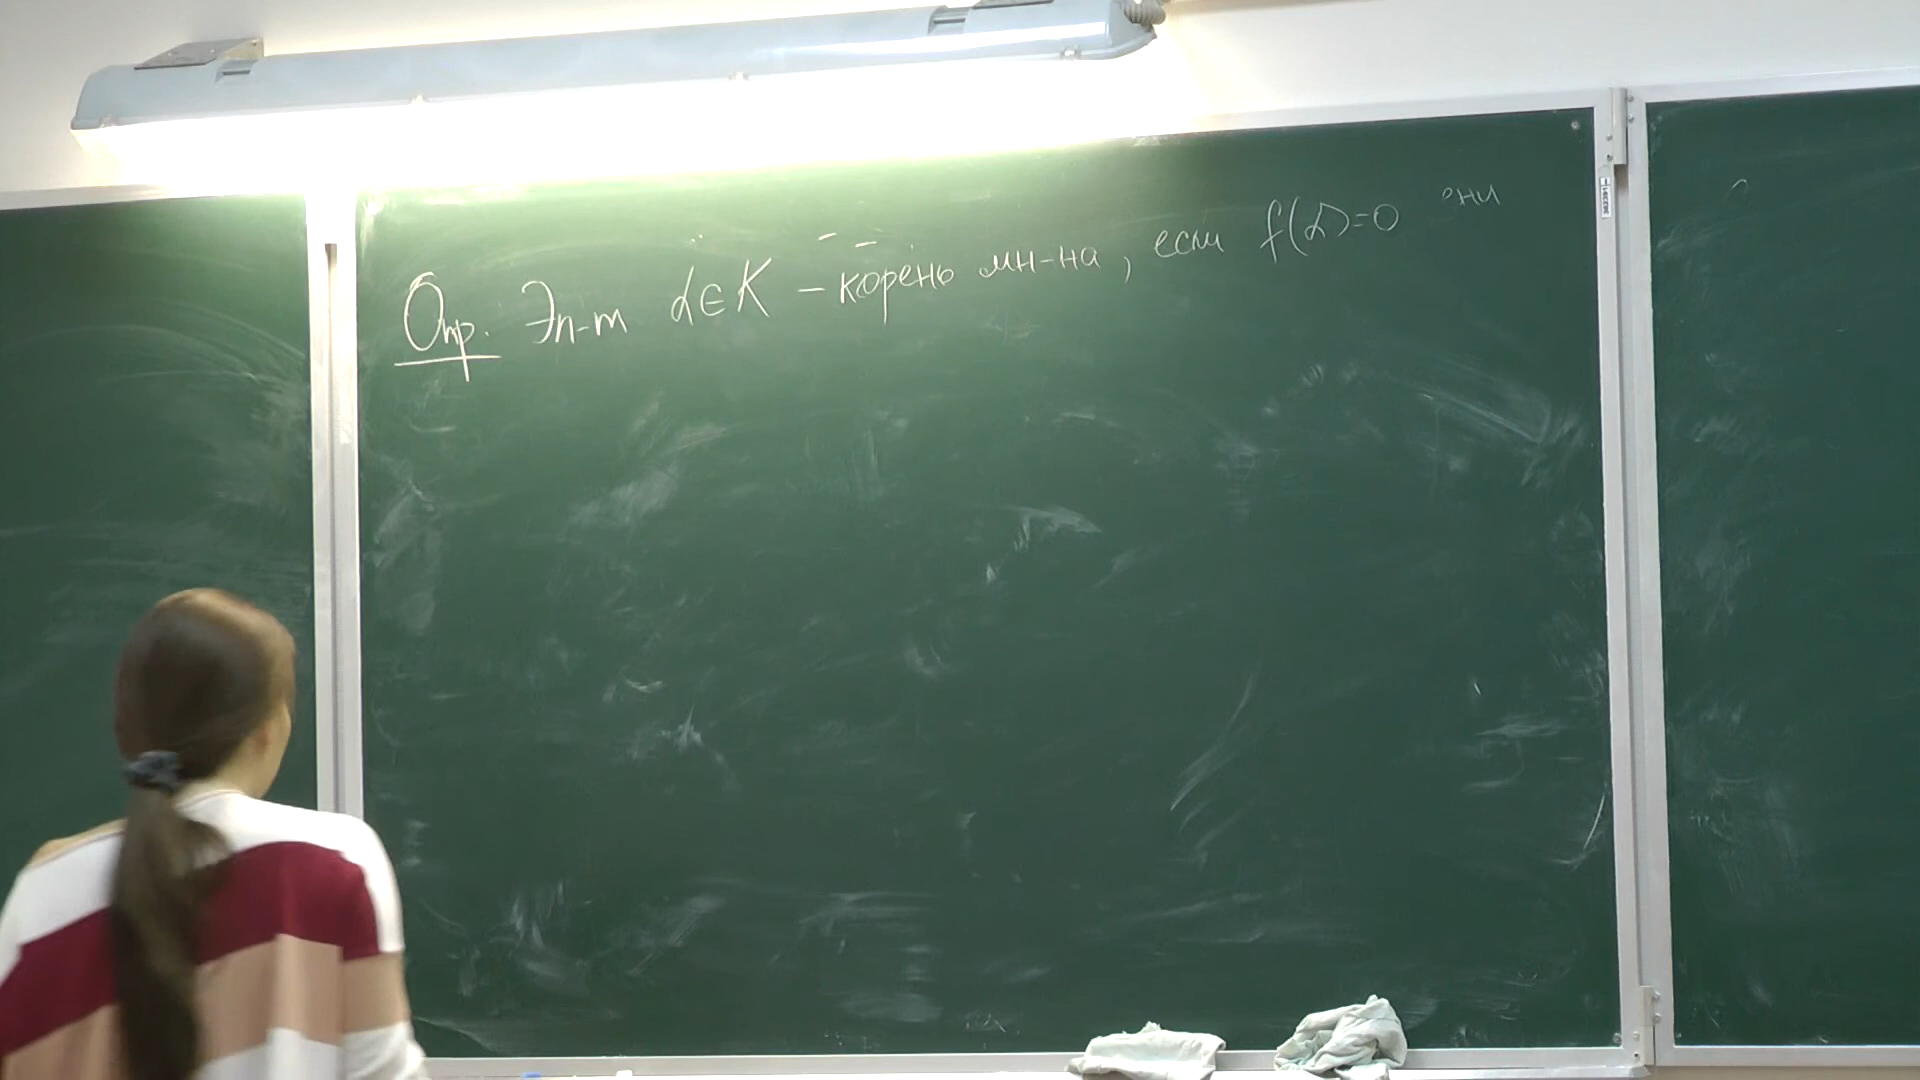 Опр. Эл-т α∈K – корень мн-на, если f(α)=0